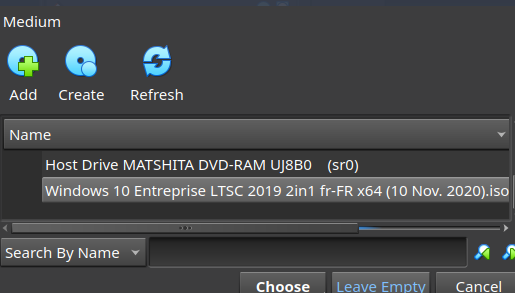 Medium
Add Create Refresh
Name
Host Drive MATSHITA DVD-RAM UJ8B0 (sr0)
Windows 10 Entreprise LTSC 2019 2in1 fr-FR x64 (10 Nov. 2020).iso
Search By Name
Choose Leave Empty Cancel